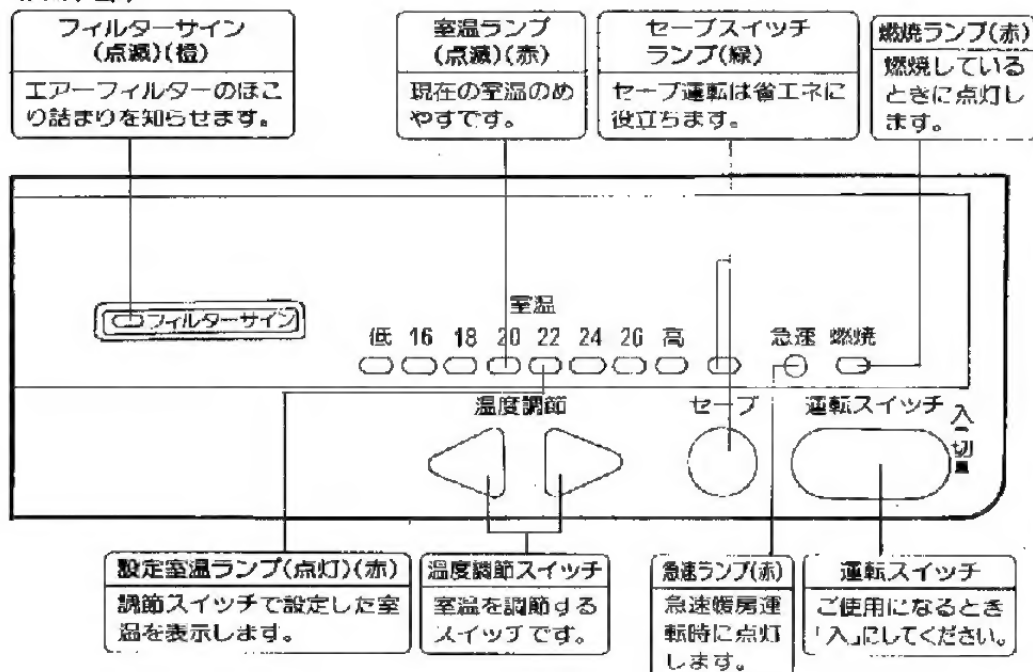 フィルターサイン
(点滅)(橙)
エアーフィルターのほこ
り詰まりを知らせます。
室温ランプ
(点滅)(赤)
現在の室温のめ
やすです。
セーブスイッチ
ランプ(緑)
セーブ運転は省エネに
役立ちます。
燃焼ランプ(赤)
燃焼している
ときに点灯し
ます。
フィルターサイン
室温
低 16 18 20 22 24 26 高 急速 燃焼
温度調節 セーブ 運転スイッチ
入
切
設定室温ランプ(点灯)(赤)
調節スイッチで設定した室
温を表示します。
温度調節スイッチ
室温を調節する
スイッチです。
急速ランプ(赤)
急速暖房運
転時に点灯
します。
運転スイッチ
ご使用になるとき
「入」にしてください。